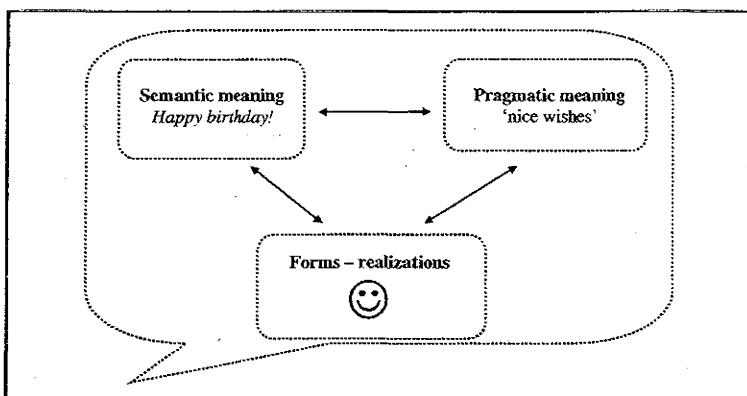 Semantic meaning
Happy birthday!
Pragmatic meaning
'nice wishes'
Forms – realizations